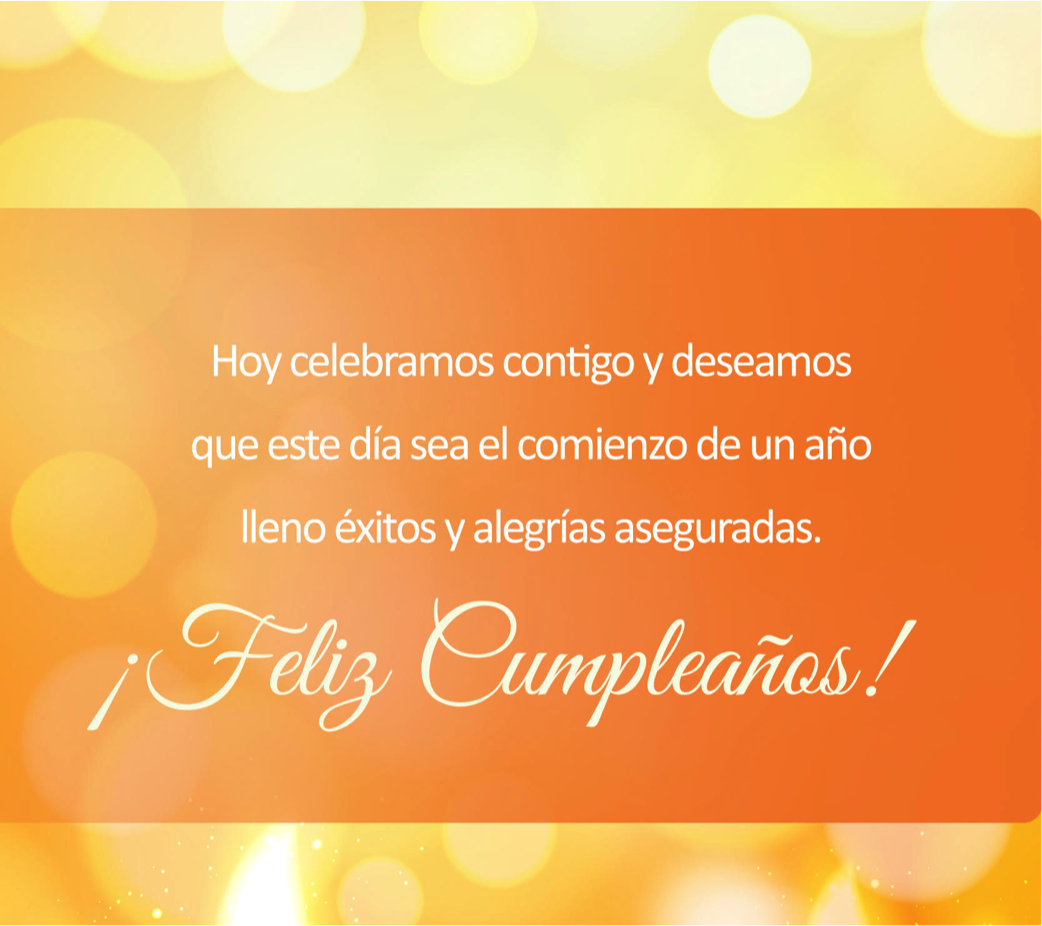 Hoy celebramos contigo y deseamos
que este día sea el comienzo de un año
lleno éxitos y alegrías aseguradas.
¡Feliz Cumpleaños!